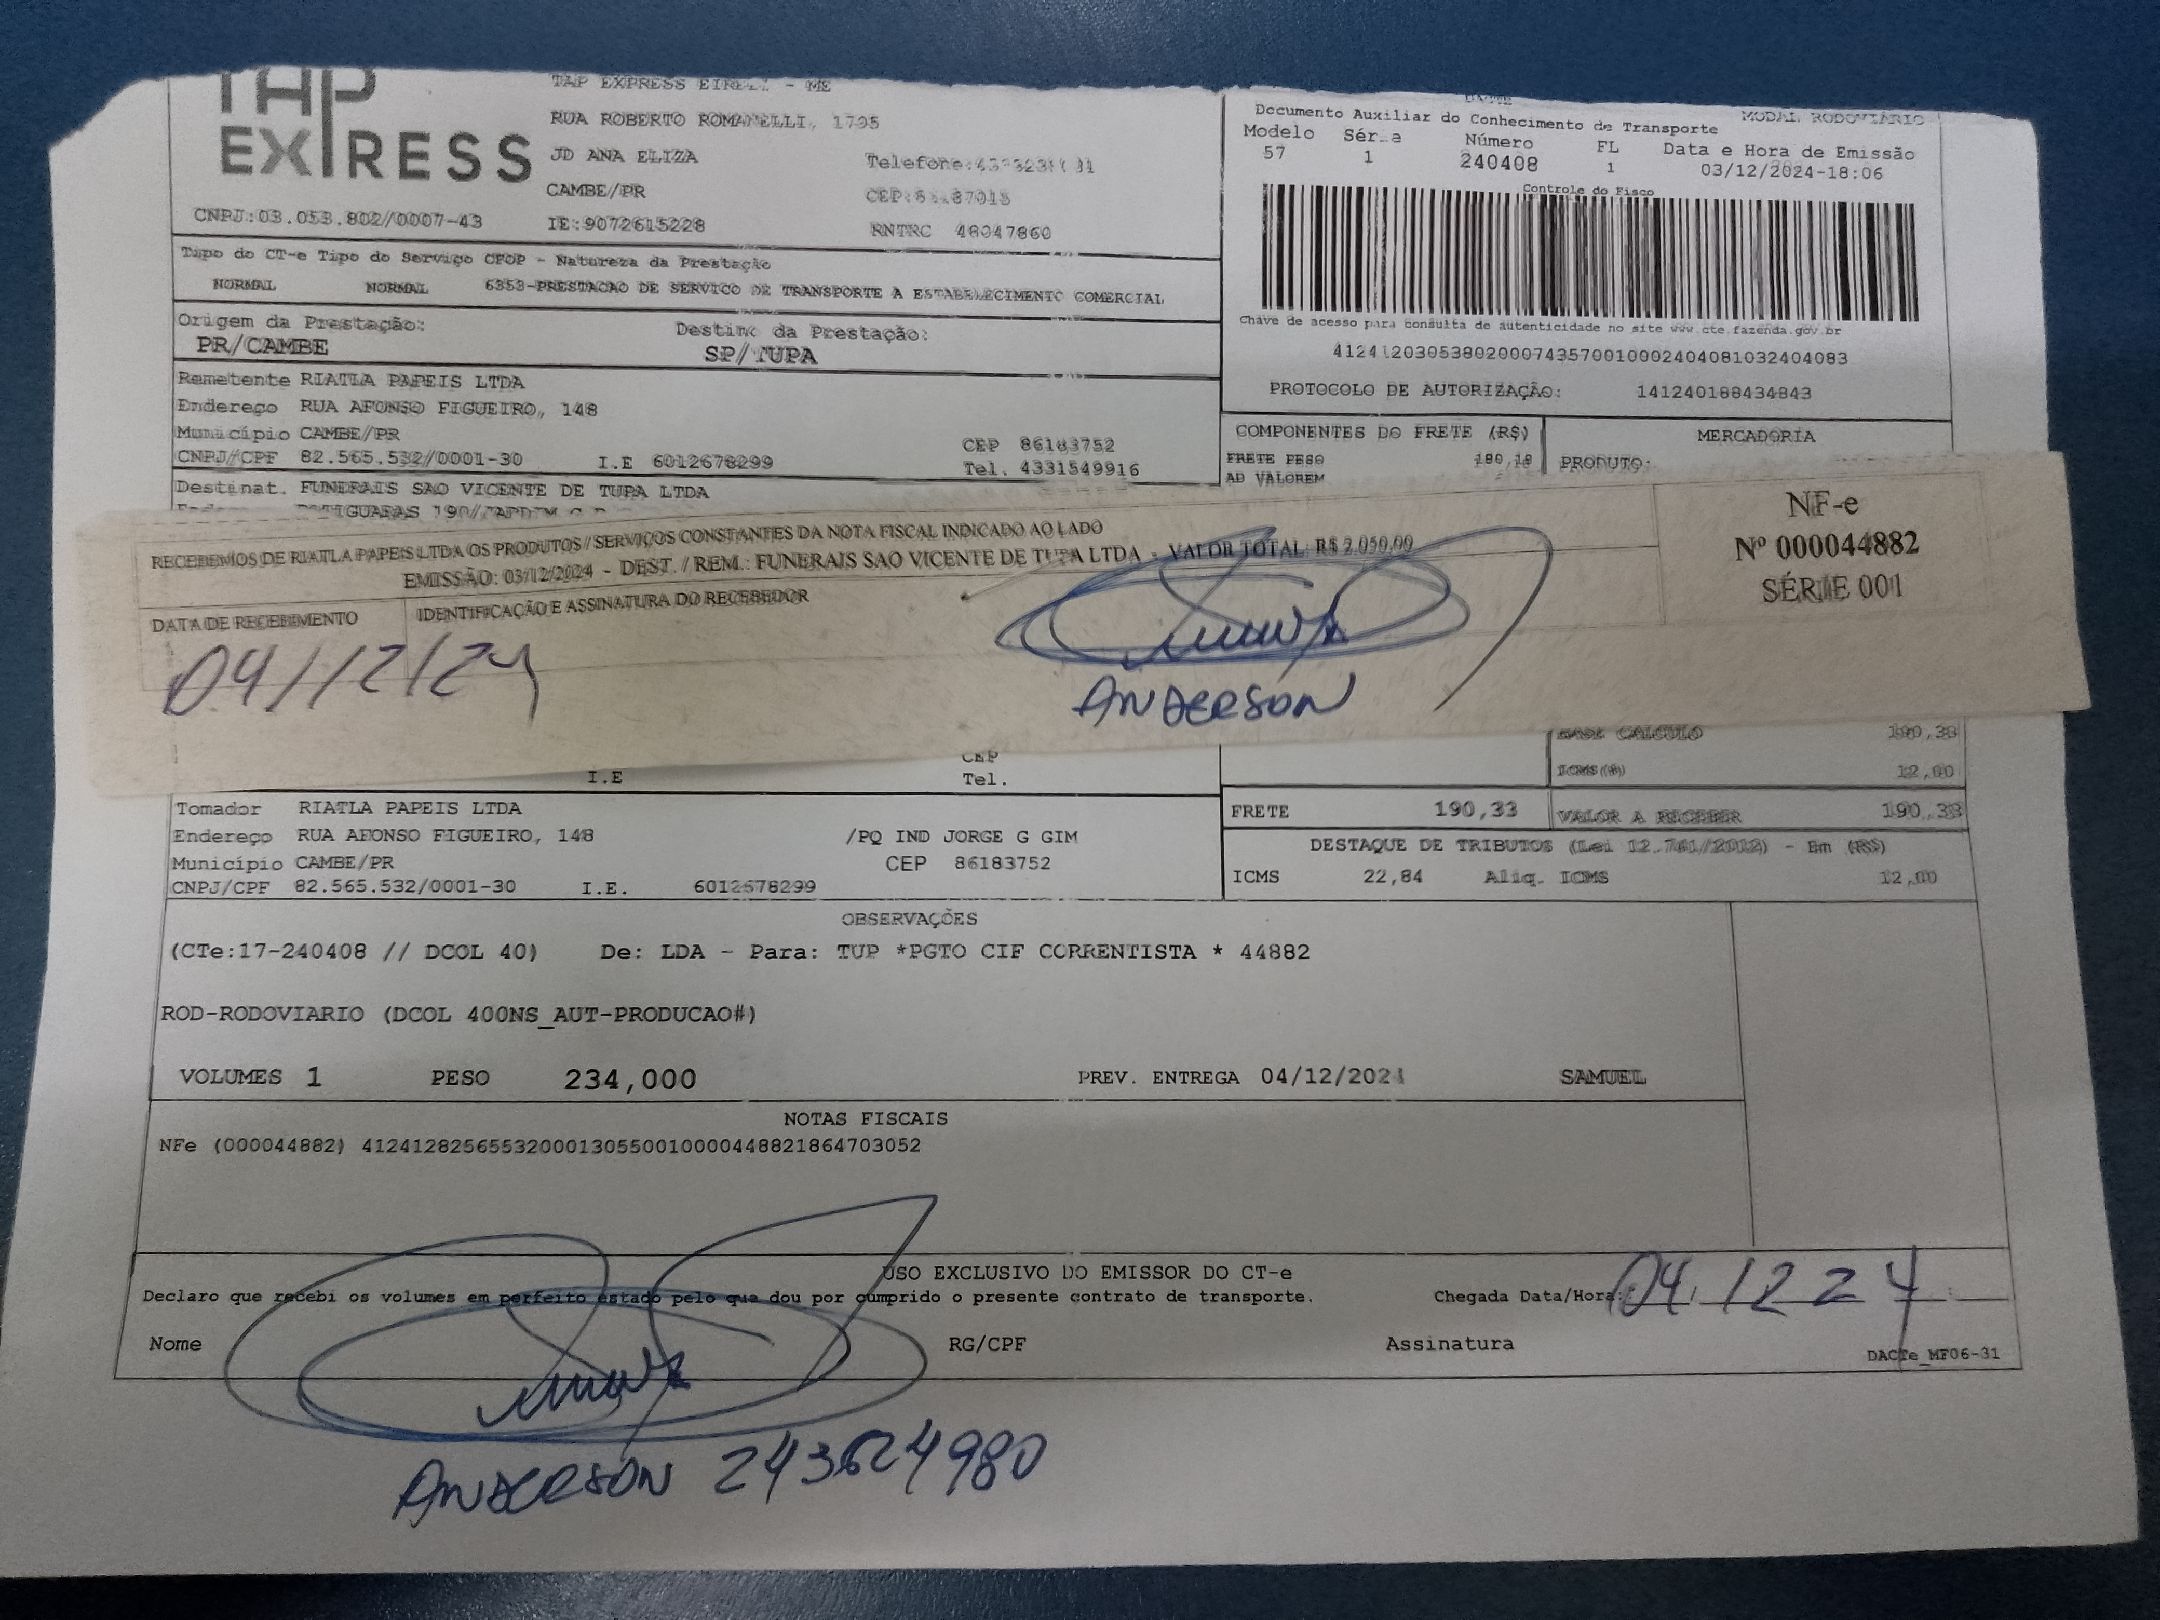 TAP
EXPRESS
TAP EXPRESS EIRELI - ME
RUA ROBERTO ROMANELLI, 1795
JD ANA ELIZA
CAMBE/PR
CNPJ:03.053.802/0007-43
IE:9072615228
RNTRC 48047860
Documento Auxiliar do Conhecimento de Transporte
MODAL RODOVIÁRIO
Modelo Série Número FL Data e Hora de Emissão
57 1 240408 1 03/12/2024-18:06
Controle do Fisco
Chave de acesso para consulta de autenticidade no site www.cte.fazenda.gov.br
41241203053802000743570010002404081032404083
PROTOCOLO DE AUTORIZAÇÃO: 141240188434843
Tipo do CT-e Tipo do Serviço CFOP - Natureza da Prestação
NORMAL NORMAL 6353-PRESTACAO DE SERVICO DE TRANSPORTE A ESTABELECIMENTO COMERCIAL
Origem da Prestação: Destino da Prestação:
PR/CAMBE SP/TUPA
Remetente RIATLA PAPEIS LTDA
Endereço RUA AFONSO FIGUEIRO, 148
Município CAMBE/PR CEP 86183752
CNPJ/CPF 82.565.532/0001-30 I.E 6012678299 Tel. 4331549916
Destinat. FUNERAIS SAO VICENTE DE TUPA LTDA
COMPONENTES DO FRETE (R$) MERCADORIA
FRETE PESO 180,18 PRODUTO:
AD VALOREM
RECEBEMOS DE RIATLA PAPEIS LTDA OS PRODUTOS / SERVIÇOS CONSTANTES DA NOTA FISCAL INDICADO AO LADO
EMISSÃO: 03/12/2024 - DEST. / REM.: FUNERAIS SAO VICENTE DE TUPA LTDA - VALOR TOTAL: R$ 2.050,00
DATA DE RECEBIMENTO
IDENTIFICAÇÃO E ASSINATURA DO RECEBEDOR
04/12/24
ANDERSON
NF-e
Nº 000044882
SÉRIE 001
CEP
I.E Tel.
BASE CALCULO 190,33
ICMS(%) 12,00
FRETE 190,33 VALOR A RECEBER 190,33
DESTAQUE DE TRIBUTOS (Lei 12.741/2012) - Em (R$)
ICMS 22,84 Aliq. ICMS 12,00
Tomador RIATLA PAPEIS LTDA
Endereço RUA AFONSO FIGUEIRO, 148 /PQ IND JORGE G GIM
Município CAMBE/PR CEP 86183752
CNPJ/CPF 82.565.532/0001-30 I.E. 6012678299
OBSERVAÇÕES
(CTe:17-240408 // DCOL 40) De: LDA - Para: TUP *PGTO CIF CORRENTISTA * 44882
ROD-RODOVIARIO (DCOL 400NS_AUT-PRODUCAO#)
VOLUMES 1 PESO 234,000 PREV. ENTREGA 04/12/2024 SAMUEL
NOTAS FISCAIS
NFe (000044882) 41241282565532000130550010000448821864703052
USO EXCLUSIVO DO EMISSOR DO CT-e
Declaro que recebi os volumes em perfeito estado pelo que dou por cumprido o presente contrato de transporte. Chegada Data/Hora: 04.12 24
Nome RG/CPF Assinatura
DACTe_MF06-31
ANDERSON 243624980